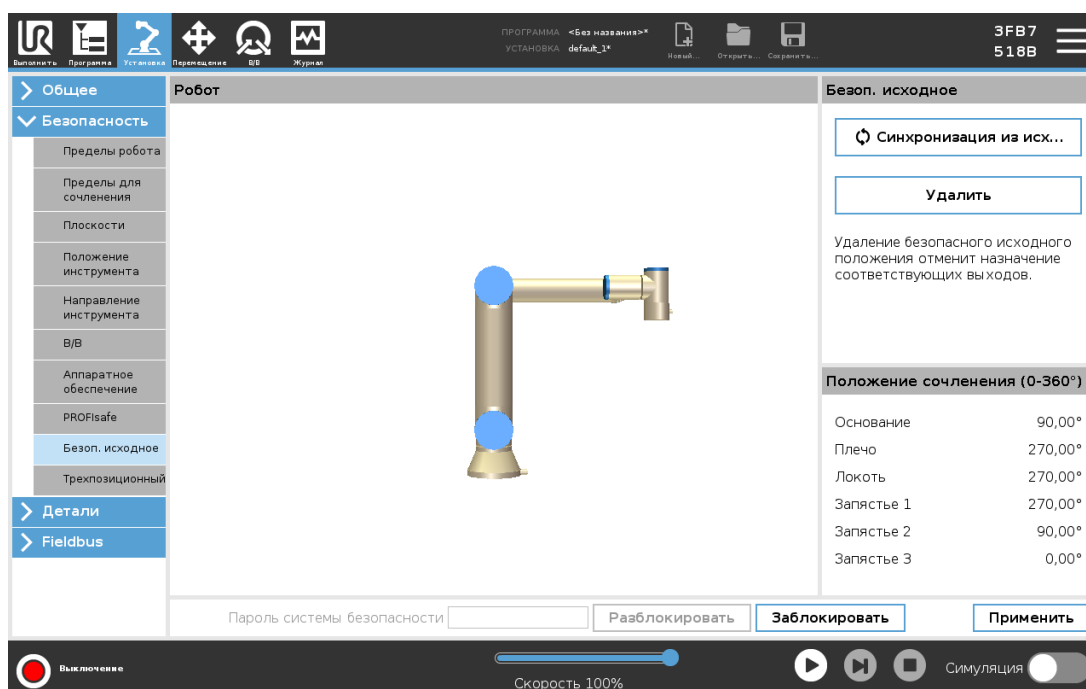 UR
ПРОГРАММА <Без названия>*
УСТАНОВКА default_1*
Выполнить
Программа
Установка
Перемещение
В/В
Журнал
Новый...
Открыть...
Сохранить...
3FB7
518B
Общее
Безопасность
Пределы робота
Пределы для
сочленения
Плоскости
Положение
инструмента
Направление
инструмента
В/В
Аппаратное
обеспечение
PROFIsafe
Безоп. исходное
Трехпозиционный
Детали
Fieldbus
Робот
Безоп. исходное
Синхронизация из исх...
Удалить
Удаление безопасного исходного
положения отменит назначение
соответствующих выходов.
Положение сочленения (0-360°)
Основание 90,00°
Плечо 270,00°
Локоть 270,00°
Запястье 1 270,00°
Запястье 2 90,00°
Запястье 3 0,00°
Пароль системы безопасности
Разблокировать
Заблокировать
Применить
Выключение
Скорость 100%
Симуляция